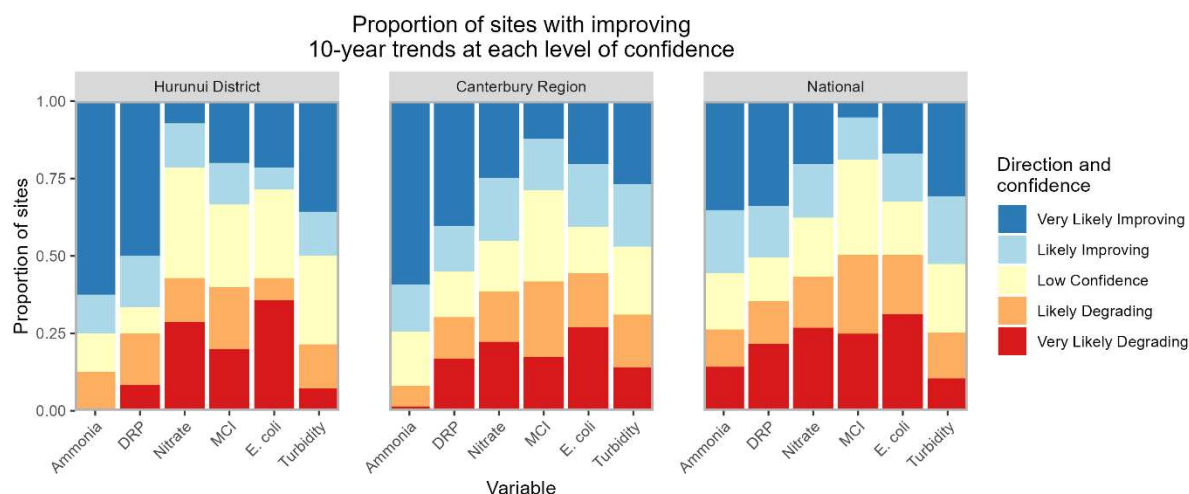 Proportion of sites with improving
10-year trends at each level of confidence
Hurunui District
Canterbury Region
National
Proportion of sites
1.00
0.75
0.50
0.25
0.00
Ammonia
DRP
Nitrate
MCI
E. coli
Turbidity
Ammonia
DRP
Nitrate
MCI
E. coli
Turbidity
Ammonia
DRP
Nitrate
MCI
E. coli
Turbidity
Variable
Direction and
confidence
Very Likely Improving
Likely Improving
Low Confidence
Likely Degrading
Very Likely Degrading